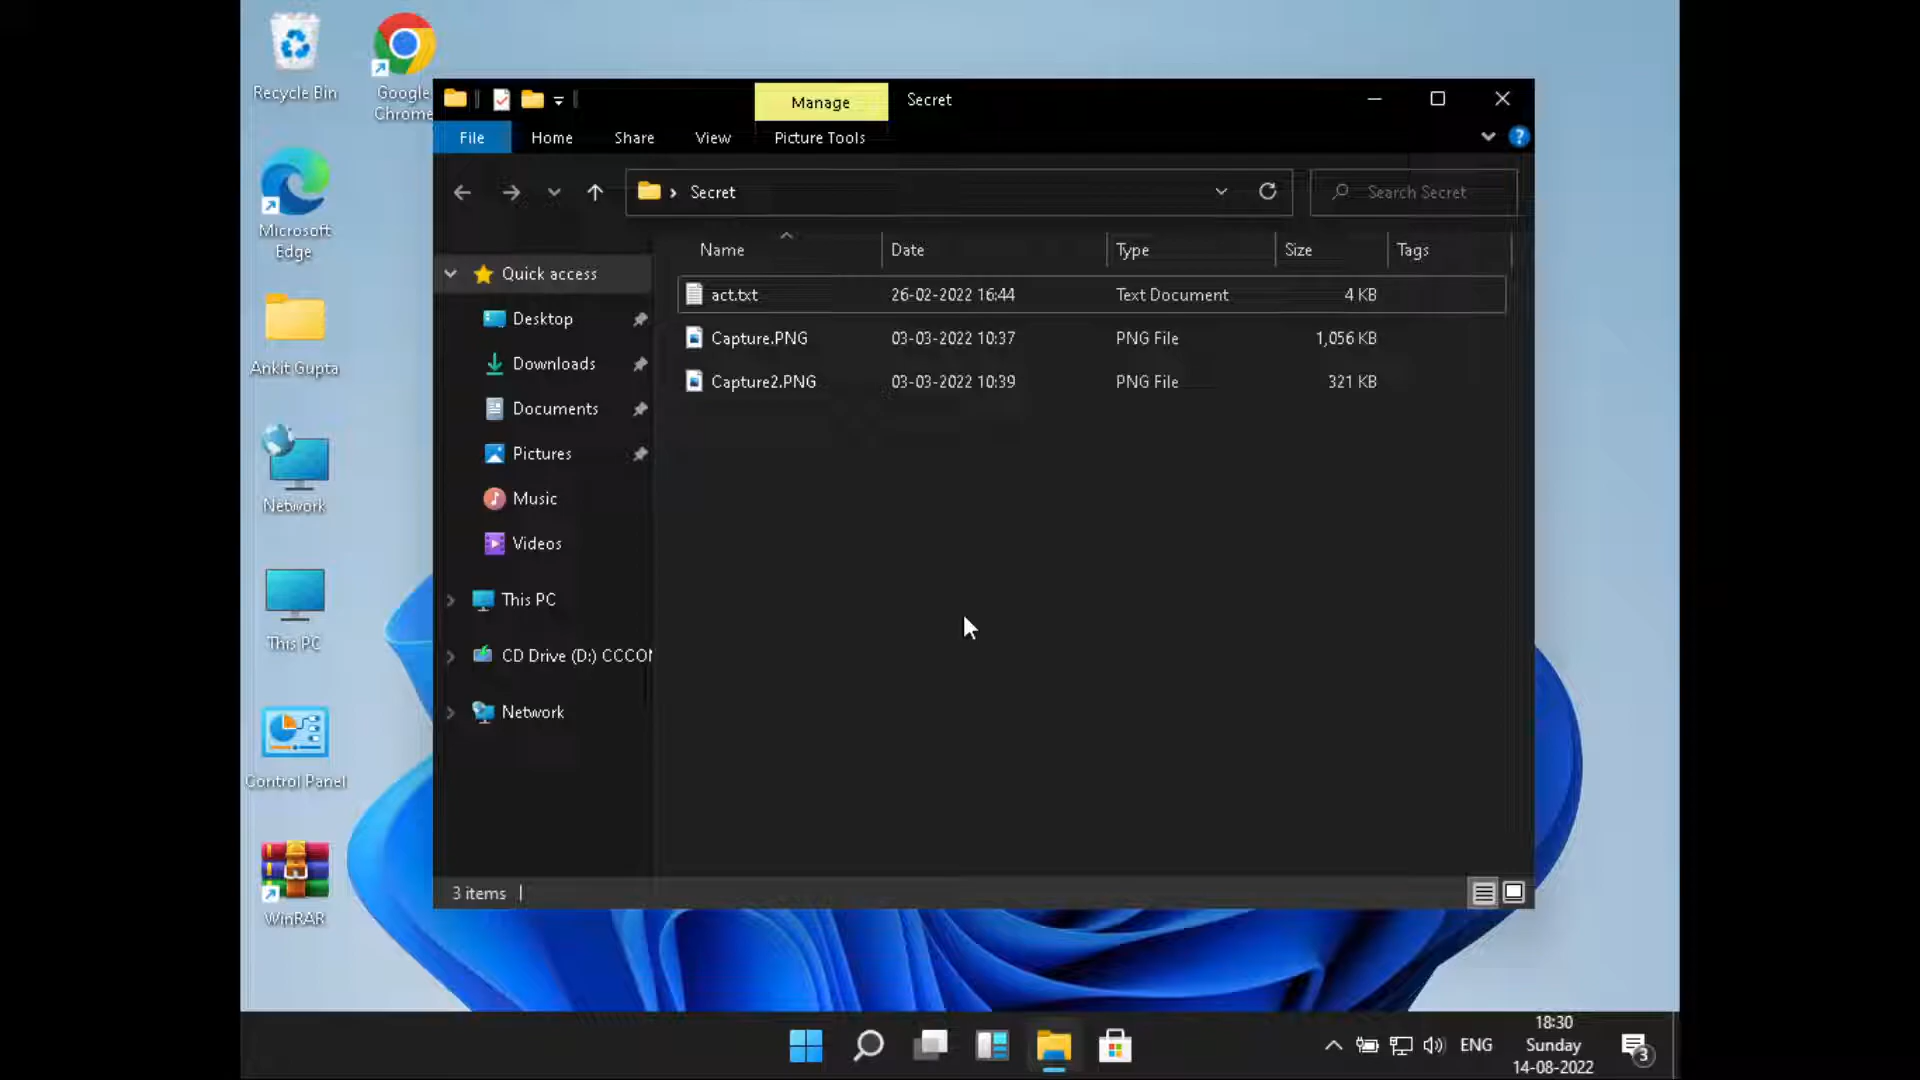 Recycle Bin
Google
Chrome
Microsoft
Edge
Ankit Gupta
Network
This PC
Control Panel
WinRAR
Manage
Secret
File
Home
Share
View
Picture Tools
Secret
Search Secret
Name
Date
Type
Size
Tags
act.txt 26-02-2022 16:44 Text Document 4 KB
Capture.PNG 03-03-2022 10:37 PNG File 1,056 KB
Capture2.PNG 03-03-2022 10:39 PNG File 321 KB
Quick access
Desktop
Downloads
Documents
Pictures
Music
Videos
This PC
CD Drive (D:) CCCO
Network
3 items
ENG
18:30
Sunday
14-08-2022
3